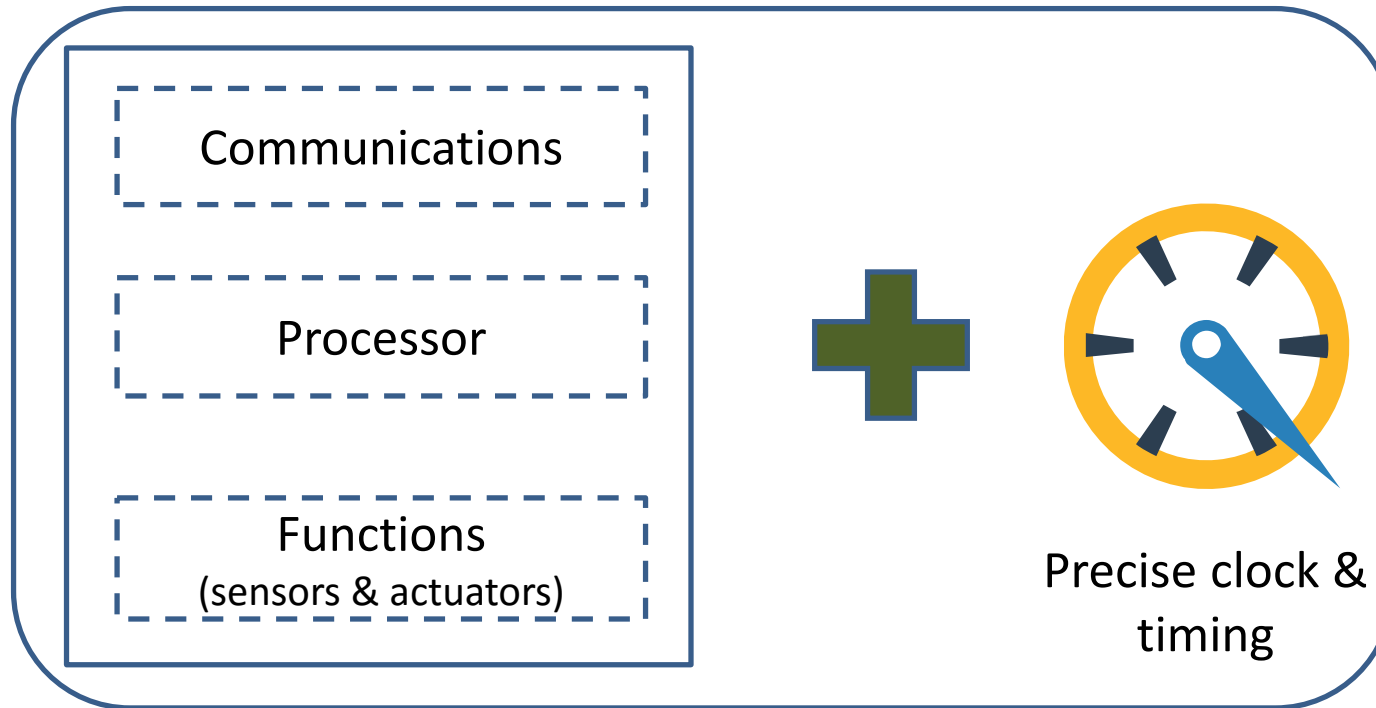 Communications
Processor
Functions
(sensors & actuators)
Precise clock &
timing